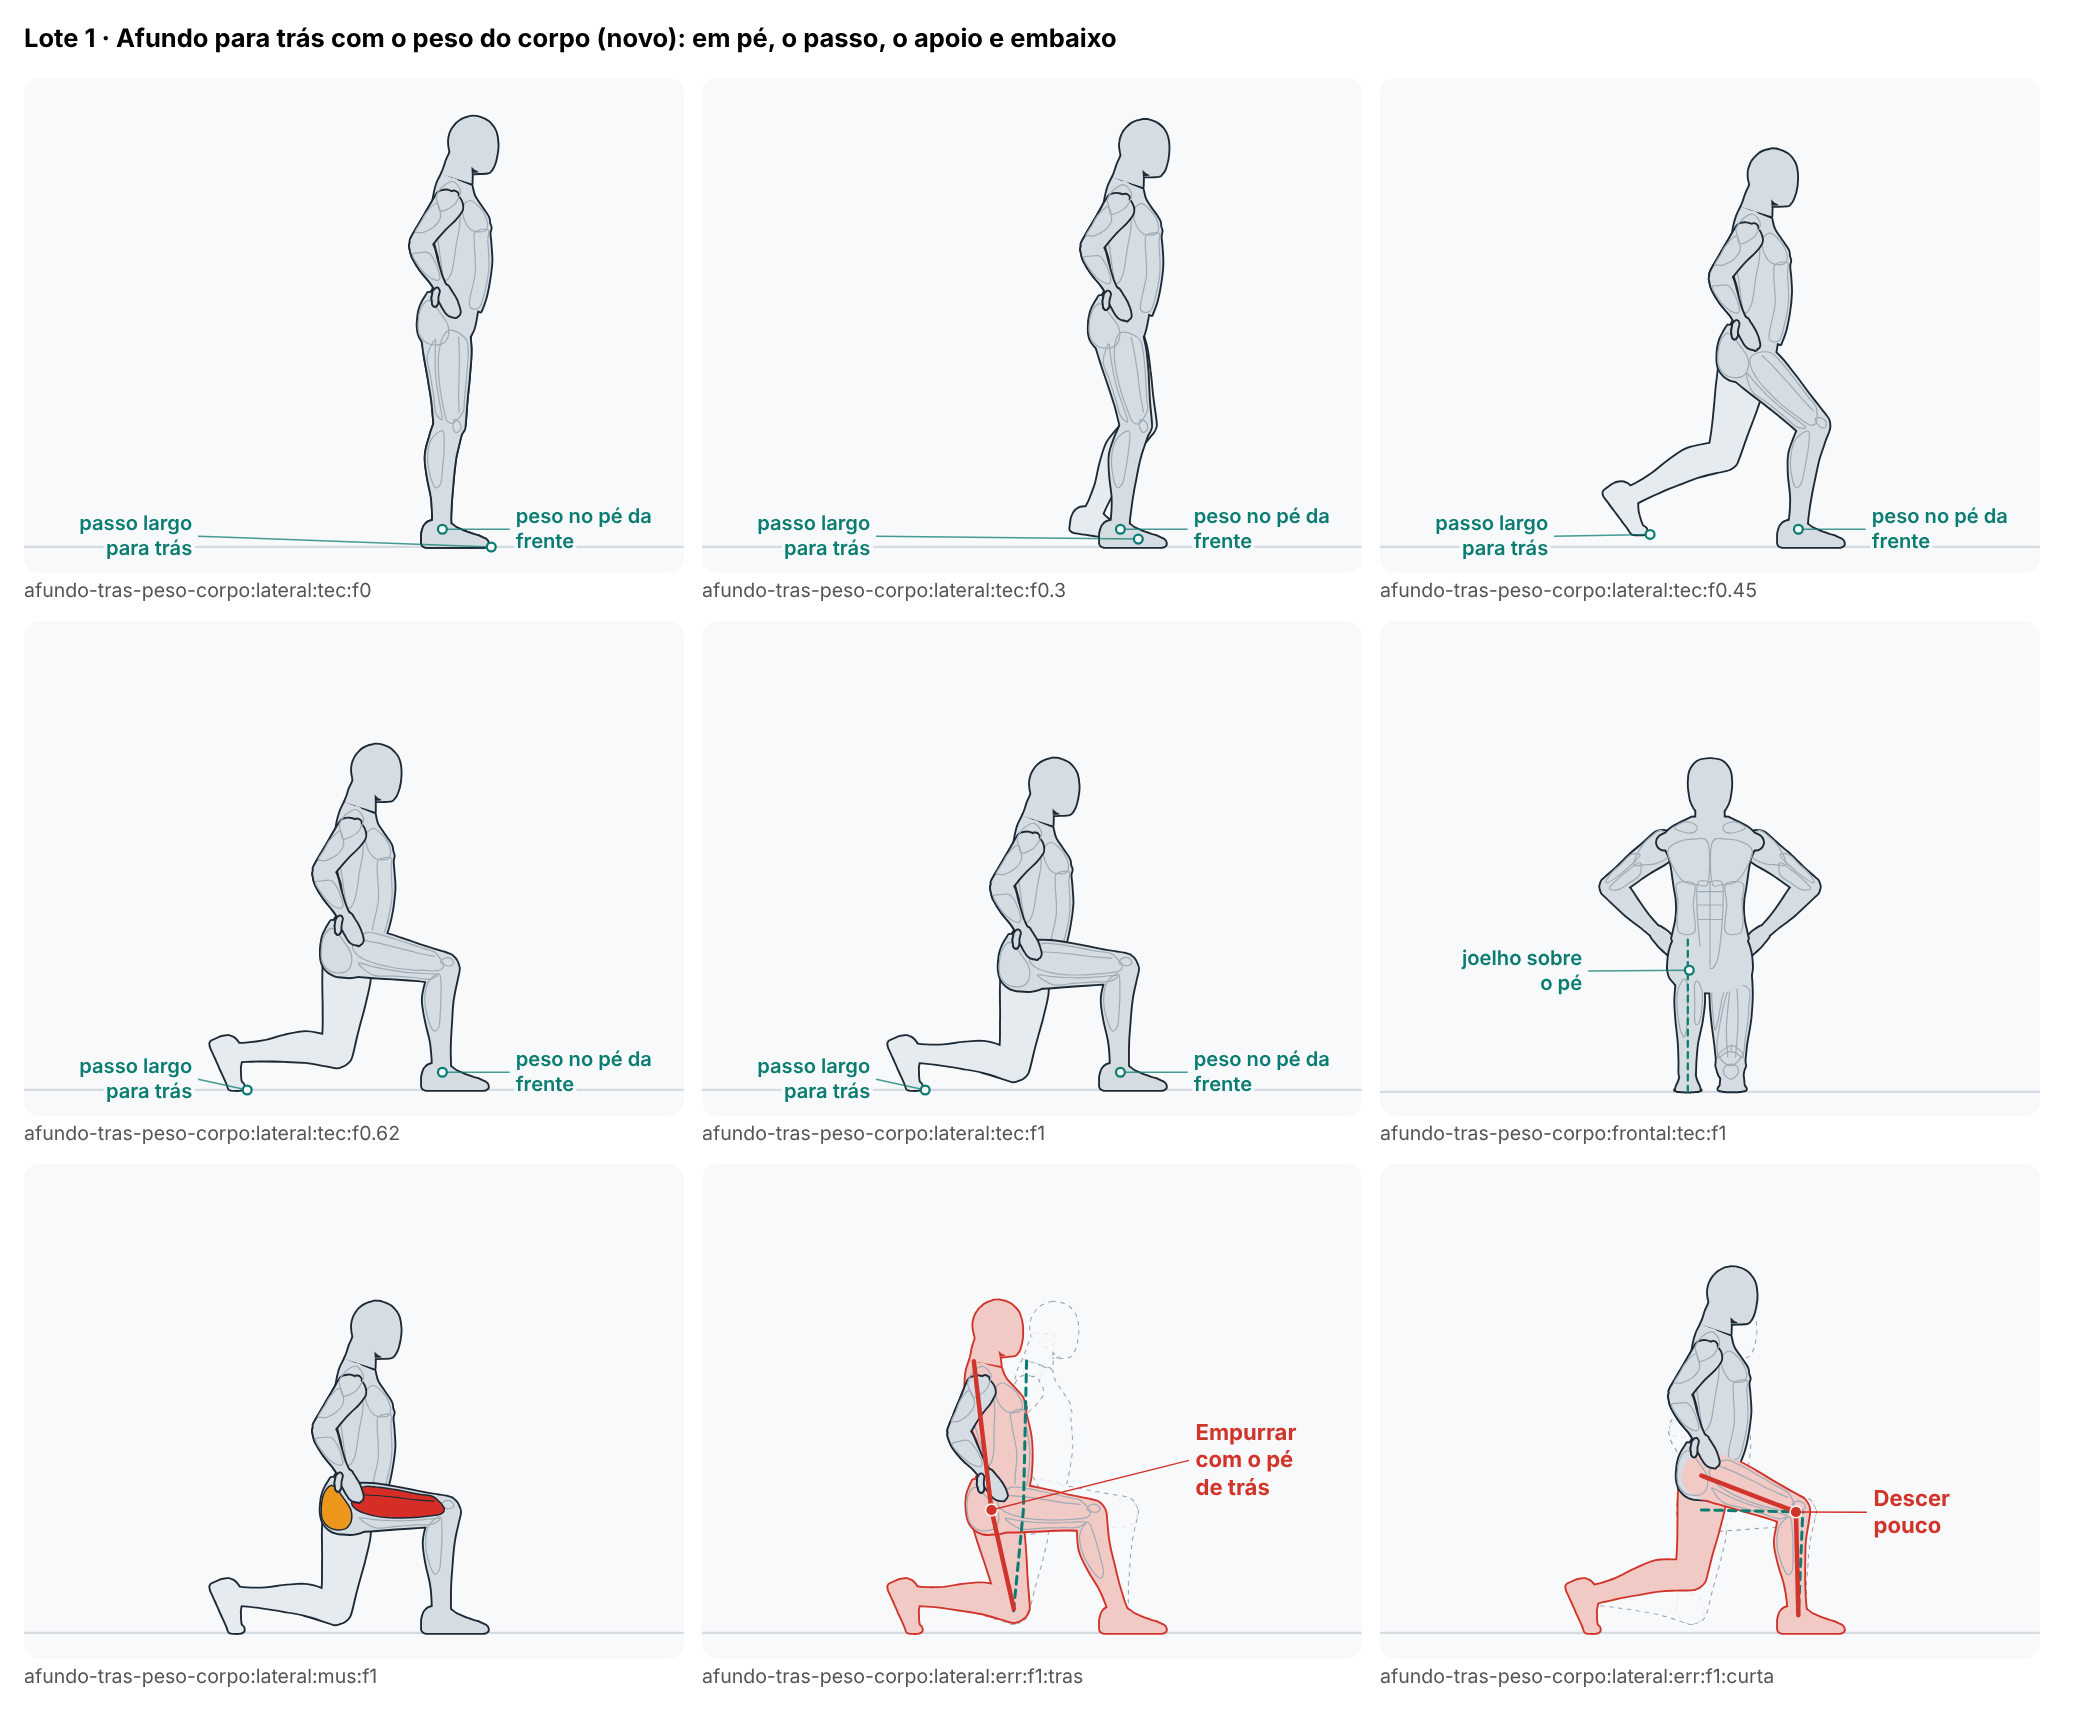 Lote 1 · Afundo para trás com o peso do corpo (novo): em pé, o passo, o apoio e embaixo
passo largo
para trás
peso no pé da
frente
afundo-tras-peso-corpo:lateral:tec:f0
passo largo
para trás
peso no pé da
frente
afundo-tras-peso-corpo:lateral:tec:f0.3
passo largo
para trás
peso no pé da
frente
afundo-tras-peso-corpo:lateral:tec:f0.45
passo largo
para trás
peso no pé da
frente
afundo-tras-peso-corpo:lateral:tec:f0.62
passo largo
para trás
peso no pé da
frente
afundo-tras-peso-corpo:lateral:tec:f1
joelho sobre
o pé
afundo-tras-peso-corpo:frontal:tec:f1
afundo-tras-peso-corpo:lateral:mus:f1
Empurrar
com o pé
de trás
afundo-tras-peso-corpo:lateral:err:f1:tras
Descer
pouco
afundo-tras-peso-corpo:lateral:err:f1:curta